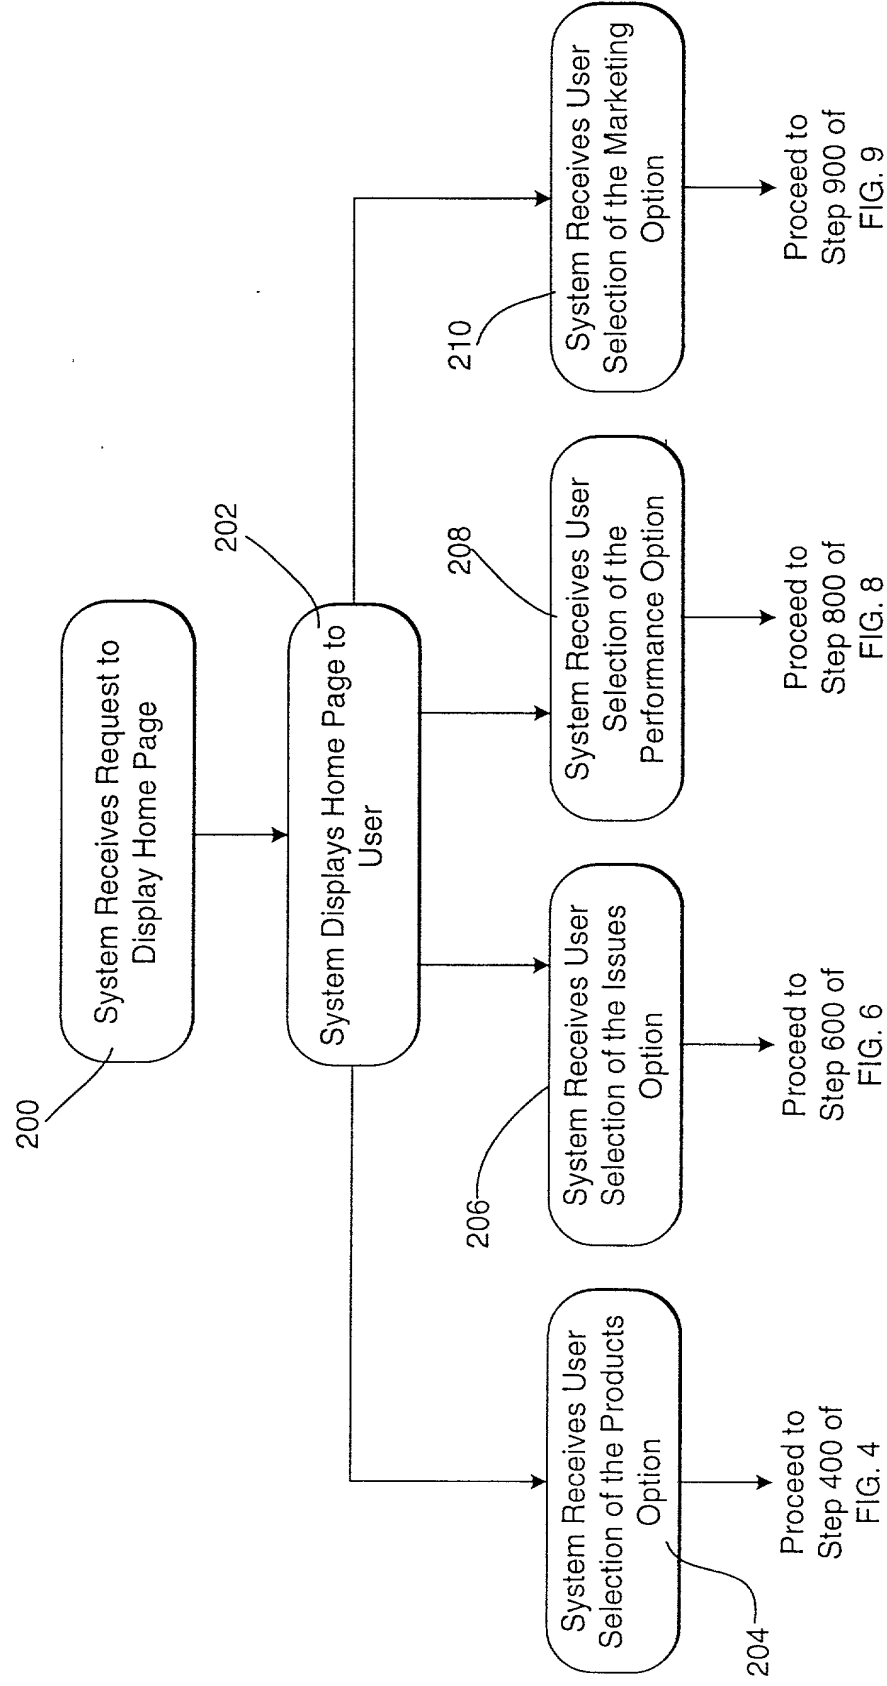 200
System Receives Request to
Display Home Page
202
System Displays Home Page to
User
204
System Receives User
Selection of the Products
Option
Proceed to
Step 400 of
FIG. 4
206
System Receives User
Selection of the Issues
Option
Proceed to
Step 600 of
FIG. 6
208
System Receives User
Selection of the
Performance Option
Proceed to
Step 800 of
FIG. 8
210
System Receives User
Selection of the Marketing
Option
Proceed to
Step 900 of
FIG. 9